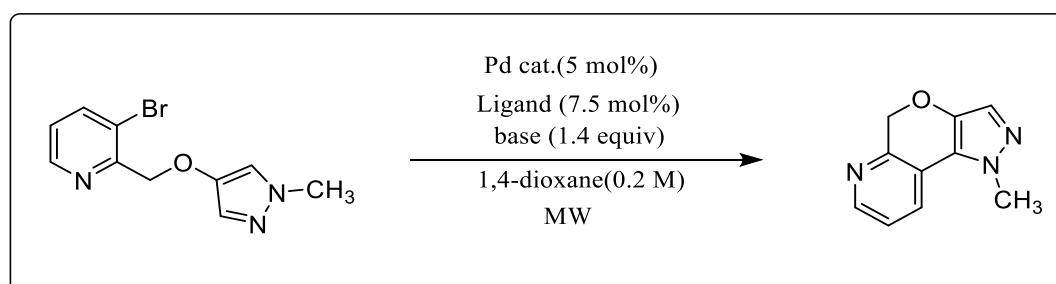 Pd cat.(5 mol%)
Ligand (7.5 mol%)
base (1.4 equiv)
1,4-dioxane(0.2 M)
MW
Br
N
O
N
N
CH3
O
N
N
N
CH3